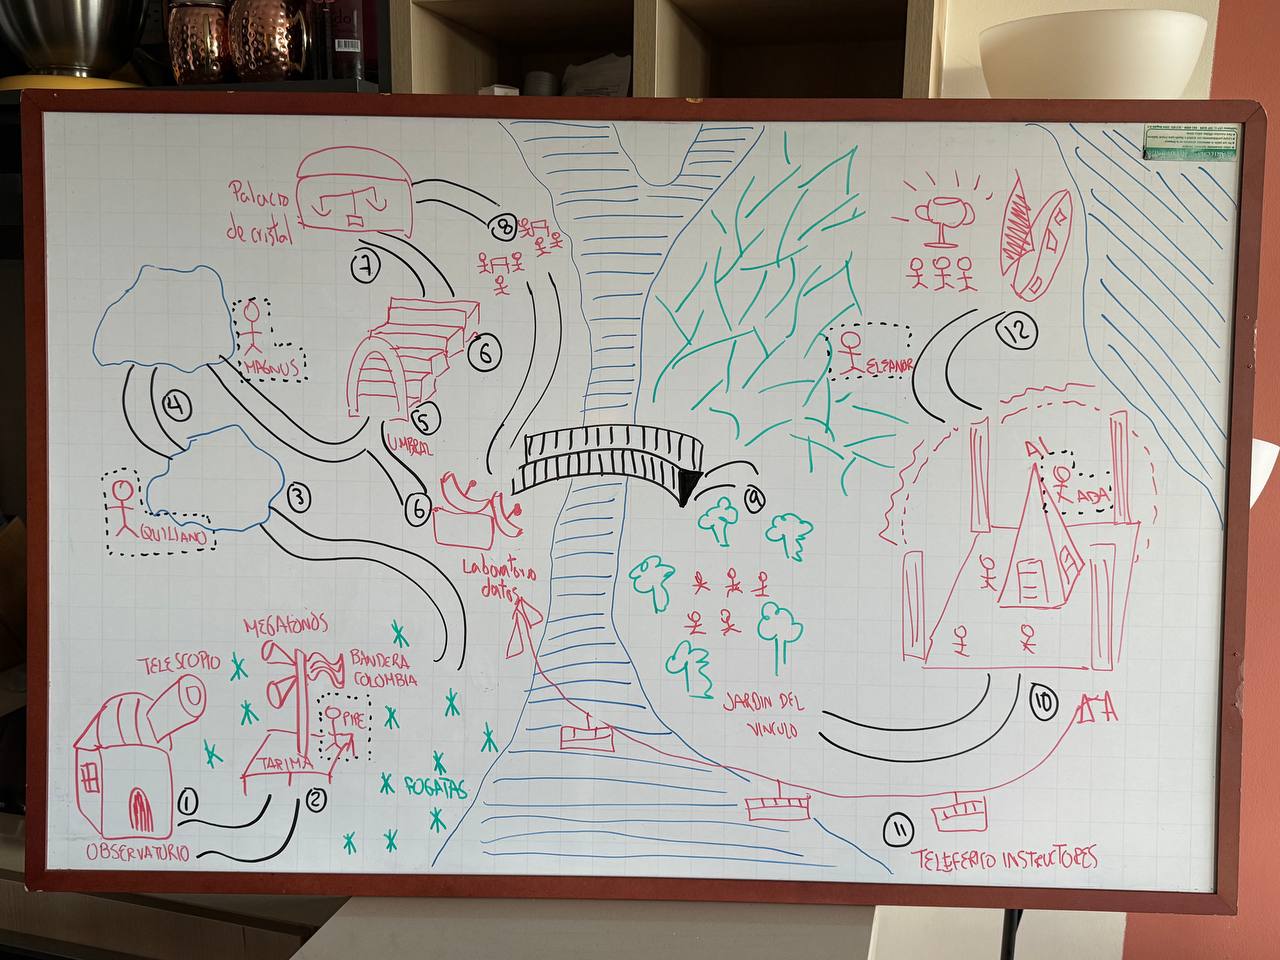 Palacio
de cristal
8
7
12
MAGNUS
6
ELEANOR
4
5
UMBRAL
AI
ADA
3
6
9
QUILIANO
Laboratorio
datos
MEGAFONOS
TELESCOPIO
BANDERA
COLOMBIA
PIPE
JARDIN DEL
VINCULO
10
TARIMA
FOGATAS
1
2
11
OBSERVATORIO
TELEFERICO INSTRUCTORES